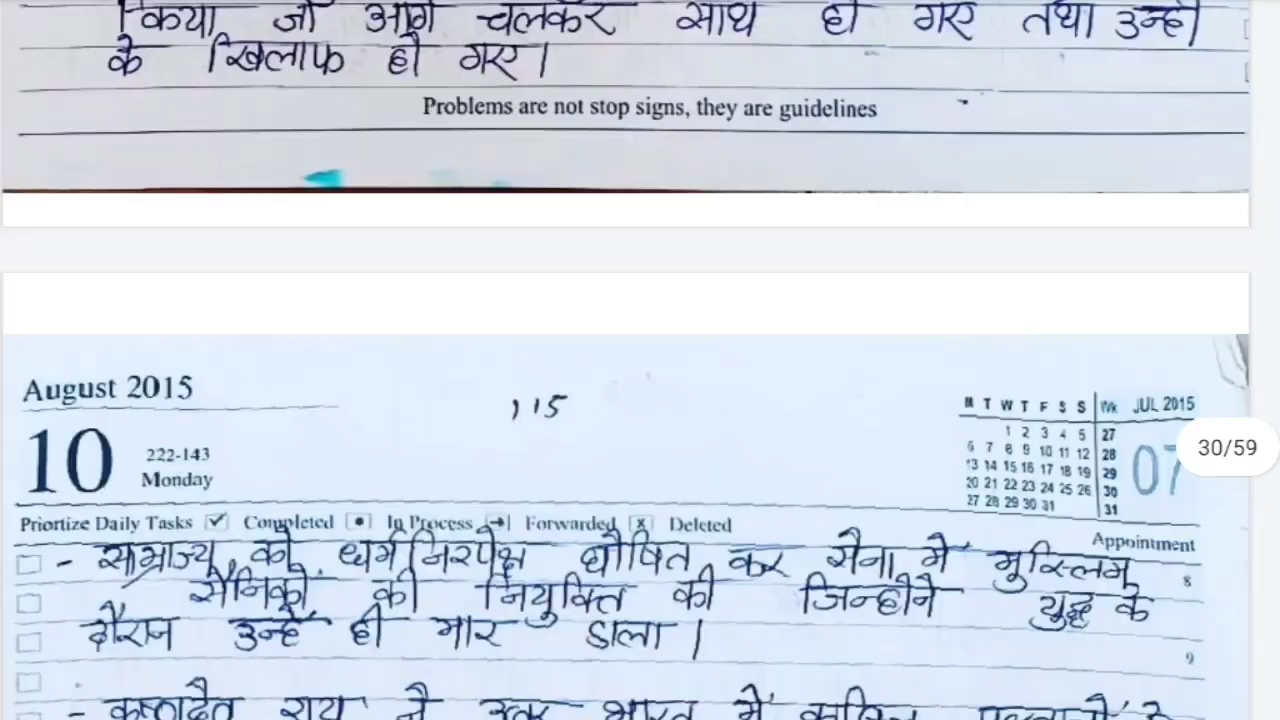 किया जो आगे चलकर साथ हो गए तथा उन्ही
के खिलाफ हो गए।
Problems are not stop signs, they are guidelines
August 2015
115
M T W T F S S Wk JUL 2015
1 2 3 4 5 27
6 7 8 9 10 11 12 28
13 14 15 16 17 18 19 29
20 21 22 23 24 25 26 30
27 28 29 30 31 31
07
10
222-143
Monday
30/59
Priortize Daily Tasks Completed In Process Forwarded Deleted
Appointment
- साम्राज्य को धर्मनिरपेक्ष घोषित कर सेना में मुस्लिम
8
सैनिको की नियुक्ति की जिन्होने युद्ध के
दौरान उन्हें ही मार डाला।
9
- कृष्णदेव राय ने उत्तर भारत में